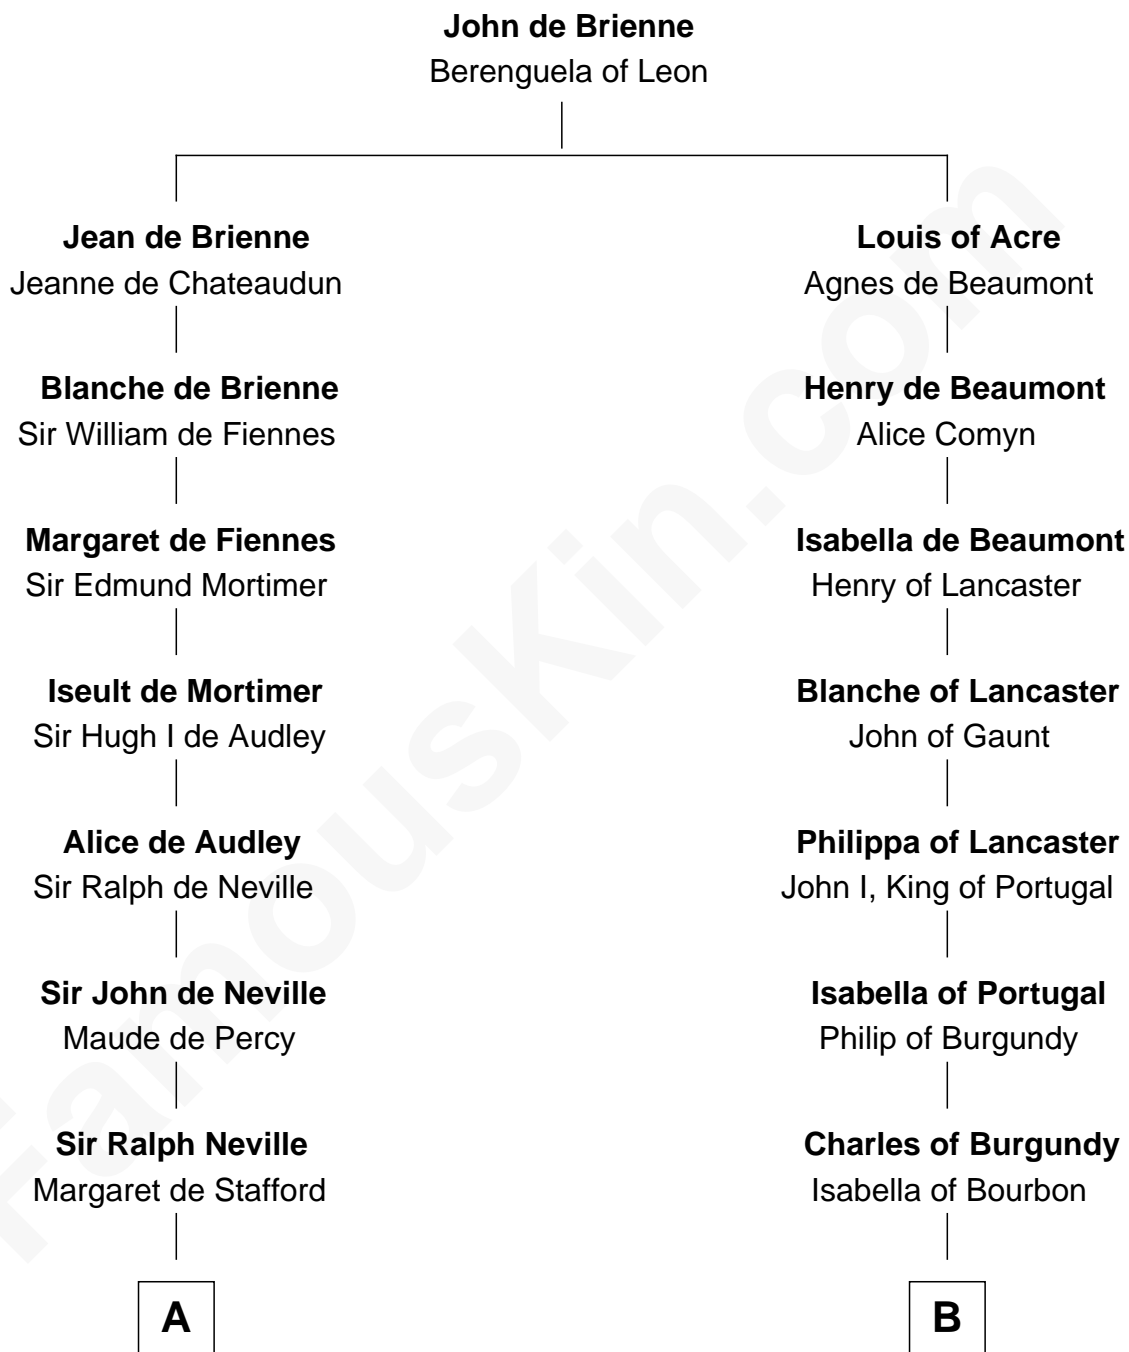 John de Brienne
Berenguela of Leon
Jean de Brienne
Jeanne de Chateaudun
Louis of Acre
Agnes de Beaumont
Blanche de Brienne
Sir William de Fiennes
Henry de Beaumont
Alice Comyn
Margaret de Fiennes
Sir Edmund Mortimer
Isabella de Beaumont
Henry of Lancaster
Iseult de Mortimer
Sir Hugh I de Audley
Blanche of Lancaster
John of Gaunt
Alice de Audley
Sir Ralph de Neville
Philippa of Lancaster
John I, King of Portugal
Sir John de Neville
Maude de Percy
Isabella of Portugal
Philip of Burgundy
Sir Ralph Neville
Margaret de Stafford
Charles of Burgundy
Isabella of Bourbon
A
B
FamousKin.com